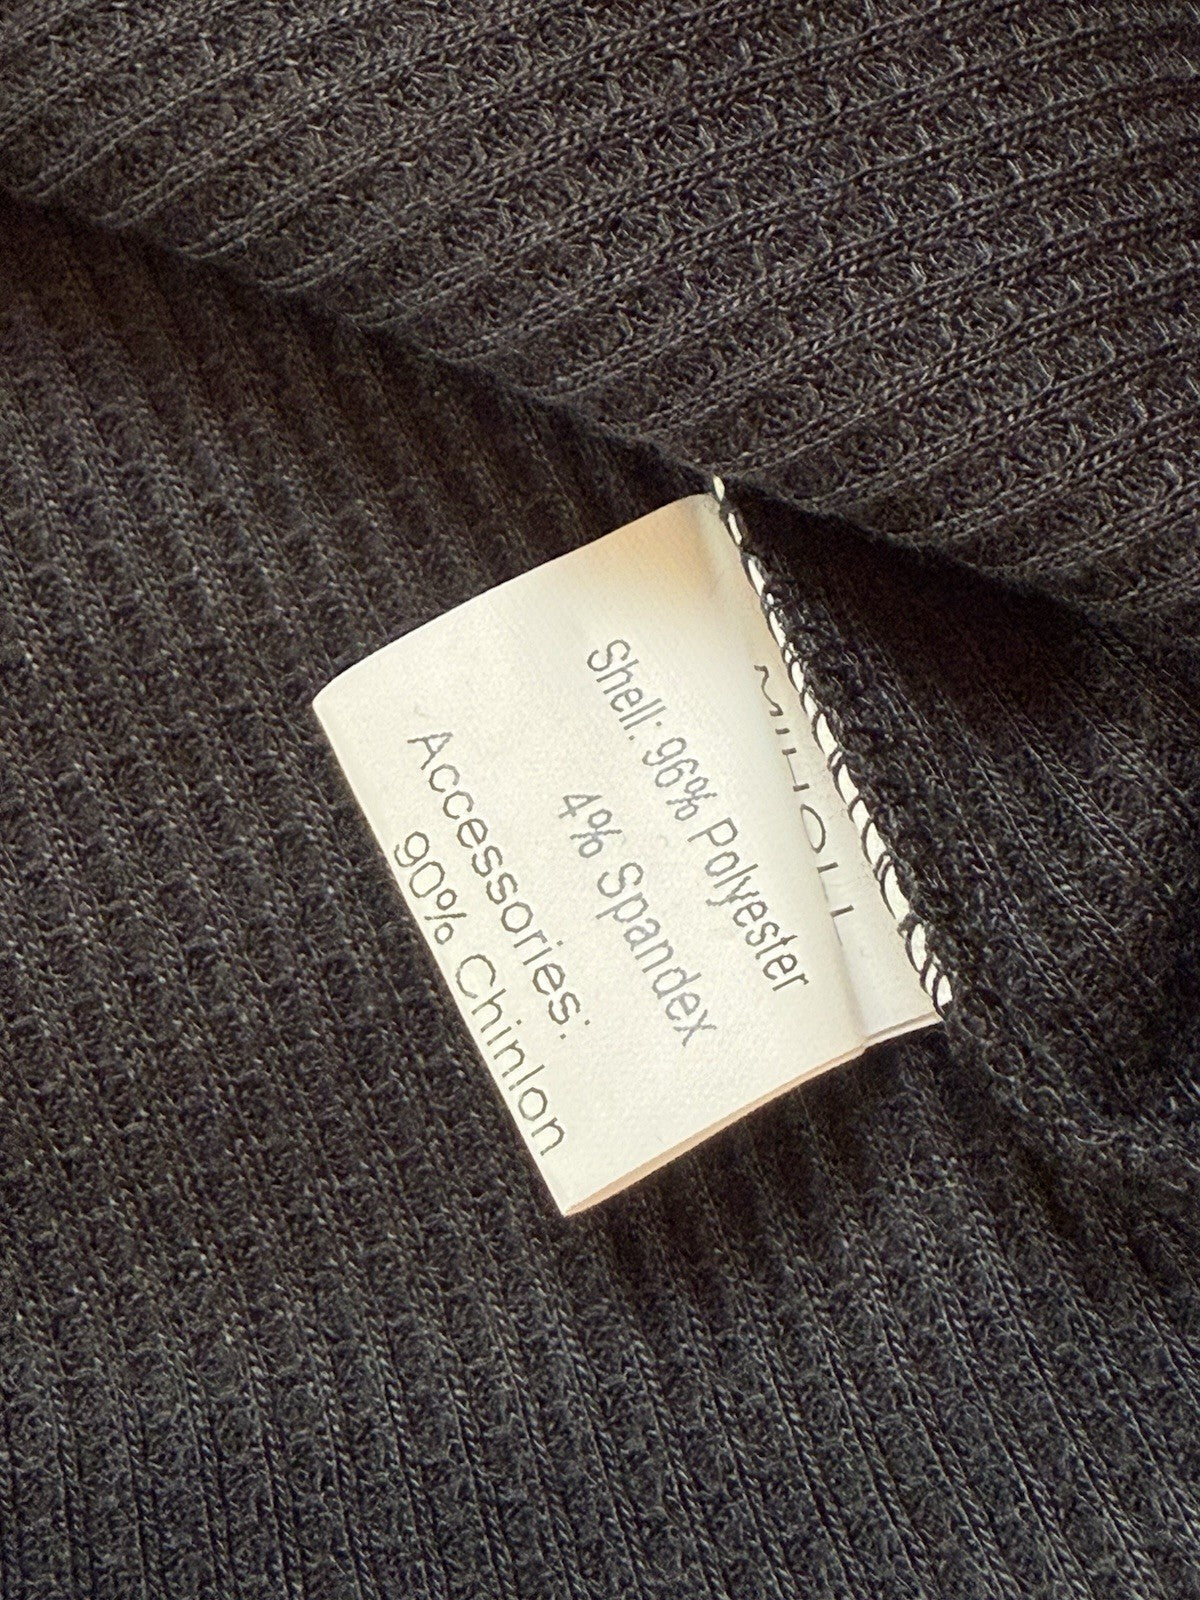 Shell: 96% Polyester
4% Spandex
Accessories:
90% Chinlon